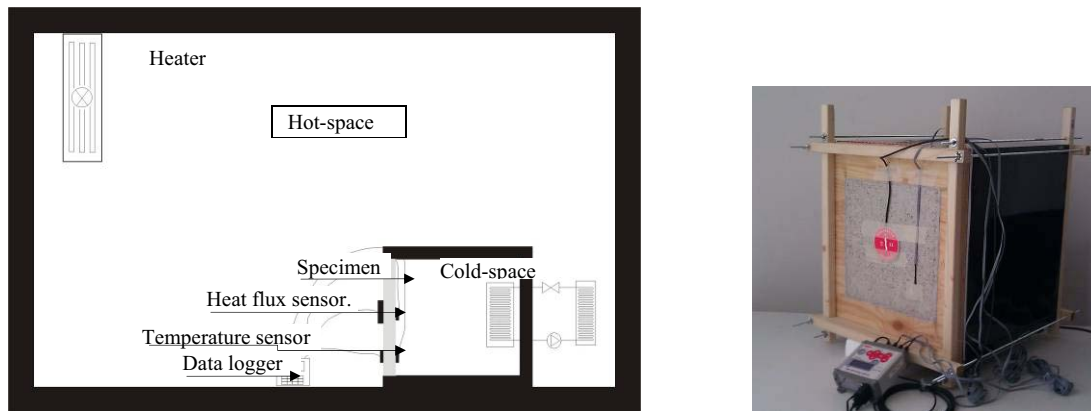 Heater
Hot-space
Specimen
Cold-space
Heat flux sensor.
Temperature sensor
Data logger